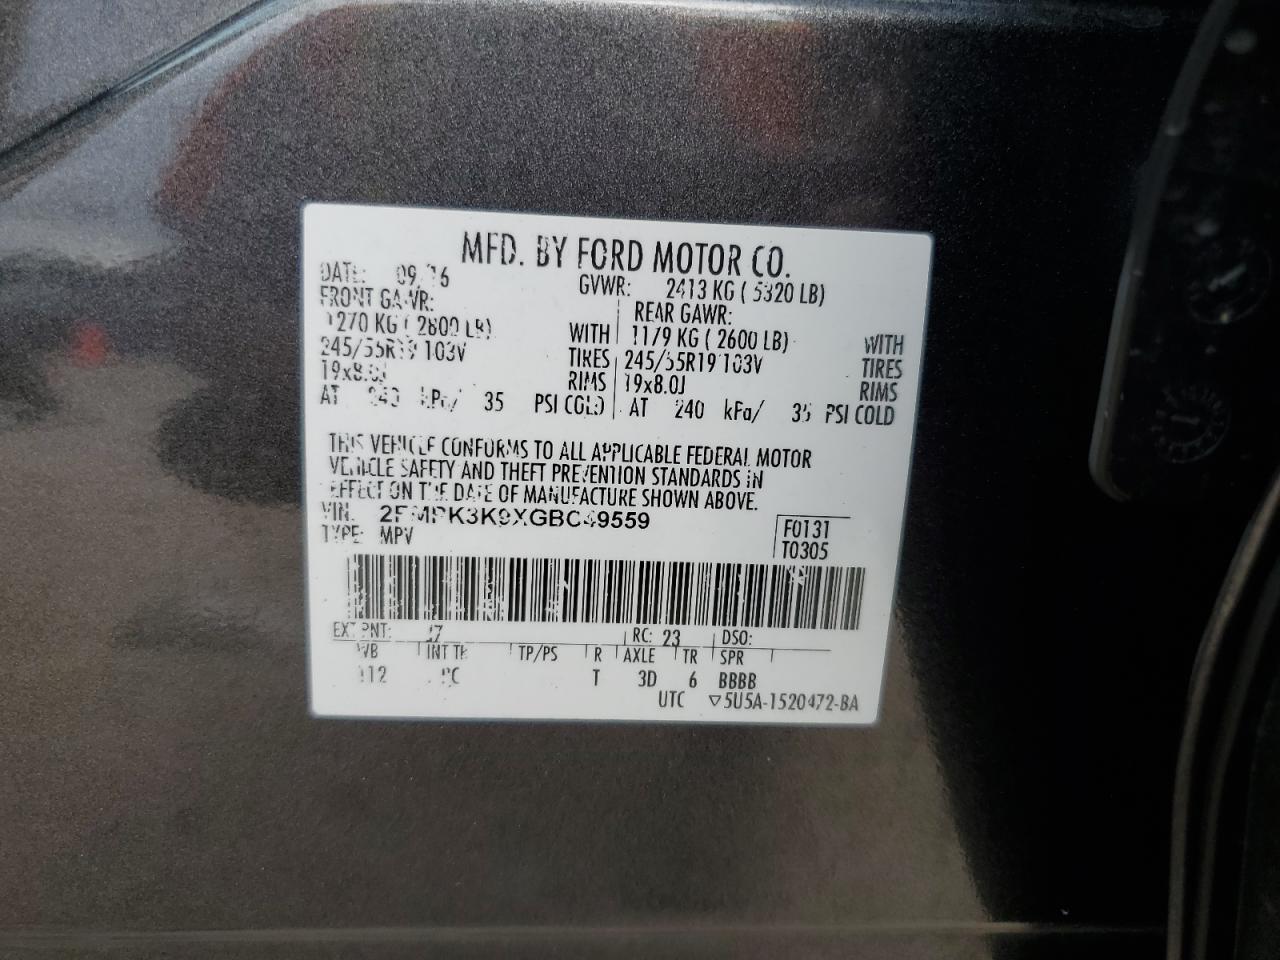 MFD. BY FORD MOTOR CO.
DATE: GVWR: 2413 KG ( 5320 LB)
FRONT GAWR: REAR GAWR:
1270 KG ( 2800 LB) WITH 1179 KG ( 2600 LB) WITH
245/55R19 103V TIRES 245/55R19 103V TIRES
19x8.0J RIMS 19x8.0J RIMS
AT 240 kPa/ 35 PSI COLD AT 240 kPa/ 35 PSI COLD
THIS VEHICLE CONFORMS TO ALL APPLICABLE FEDERAL MOTOR
VEHICLE SAFETY AND THEFT PREVENTION STANDARDS IN
EFFECT ON THE DATE OF MANUFACTURE SHOWN ABOVE.
VIN: 2FMPK3K9XGBC49559 F0131
TYPE: MPV T0305
EXT PNT: RC: 23 DSO:
WB INT TR TP/PS R AXLE TR SPR
112 T 3D 6 BBBB
UTC ▽5U5A-1520472-BA